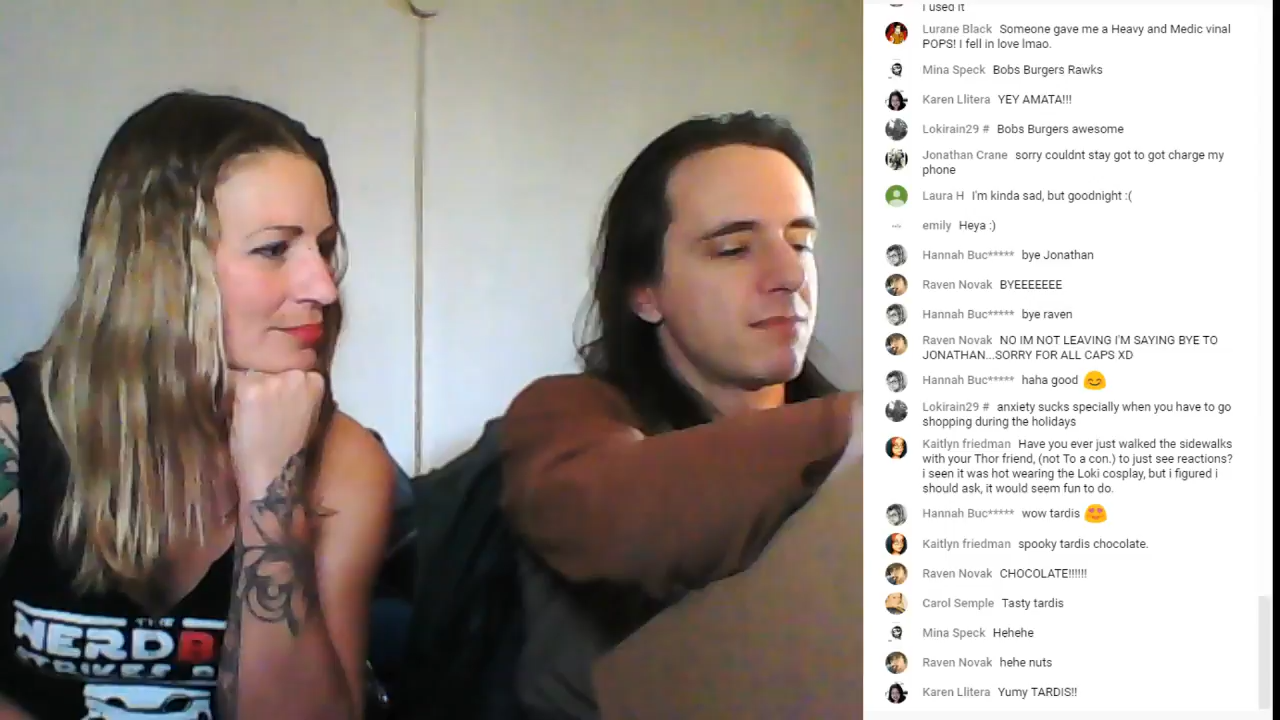 THE
NERD
STRIKES B
I used it
Lurane Black Someone gave me a Heavy and Medic vinal
POPS! I fell in love lmao.
Mina Speck Bobs Burgers Rawks
Karen Llitera YEY AMATA!!!
Lokirain29 # Bobs Burgers awesome
Jonathan Crane sorry couldnt stay got to got charge my
phone
Laura H I'm kinda sad, but goodnight :(
emily Heya :)
Hannah Buc***** bye Jonathan
Raven Novak BYEEEEEEE
Hannah Buc***** bye raven
Raven Novak NO IM NOT LEAVING I'M SAYING BYE TO
JONATHAN...SORRY FOR ALL CAPS XD
Hannah Buc***** haha good 😊
Lokirain29 # anxiety sucks specially when you have to go
shopping during the holidays
Kaitlyn friedman Have you ever just walked the sidewalks
with your Thor friend, (not To a con.) to just see reactions?
i seen it was hot wearing the Loki cosplay, but i figured i
should ask, it would seem fun to do.
Hannah Buc***** wow tardis 😍
Kaitlyn friedman spooky tardis chocolate.
Raven Novak CHOCOLATE!!!!!!
Carol Semple Tasty tardis
Mina Speck Hehehe
Raven Novak hehe nuts
Karen Llitera Yumy TARDIS!!